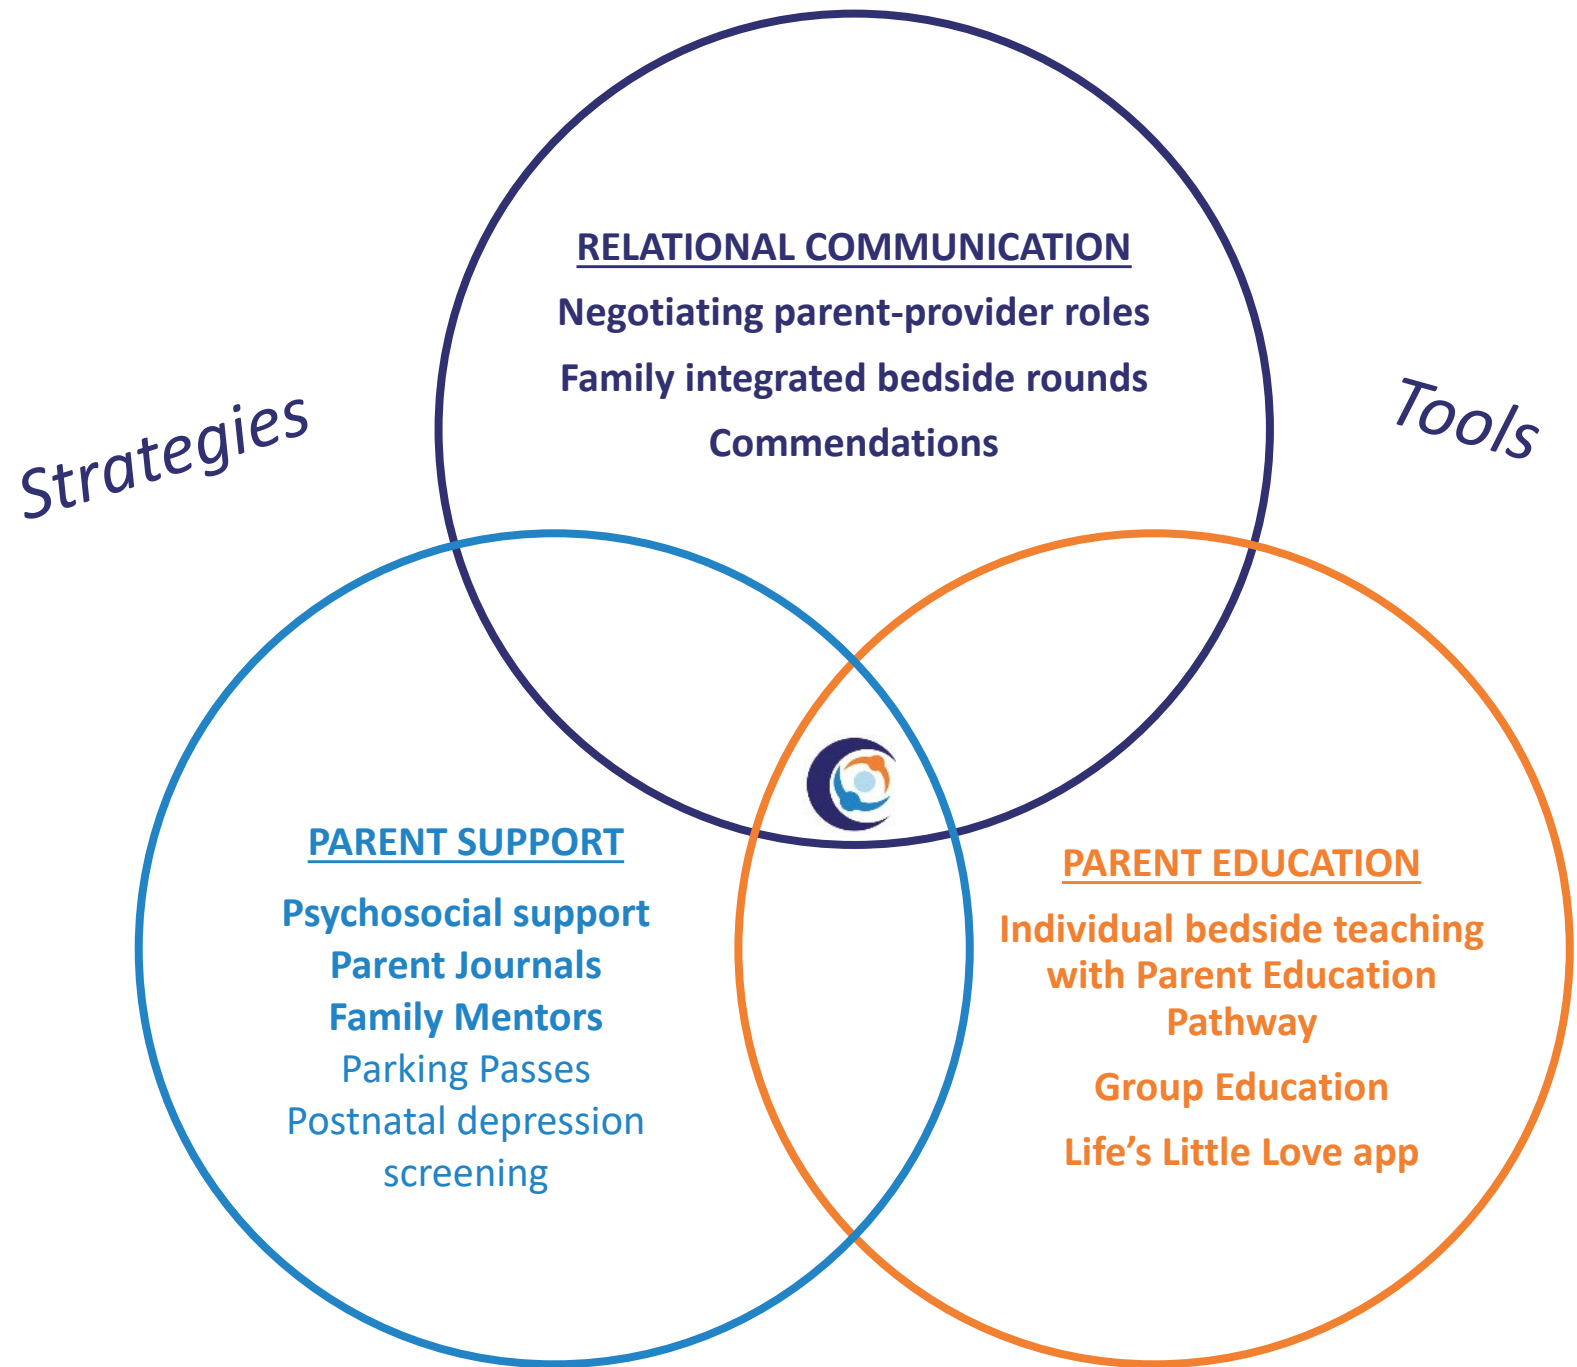 RELATIONAL COMMUNICATION
Negotiating parent-provider roles
Family integrated bedside rounds
Commendations
Strategies
Tools
PARENT SUPPORT
Psychosocial support
Parent Journals
Family Mentors
Parking Passes
Postnatal depression
screening
PARENT EDUCATION
Individual bedside teaching
with Parent Education
Pathway
Group Education
Life’s Little Love app